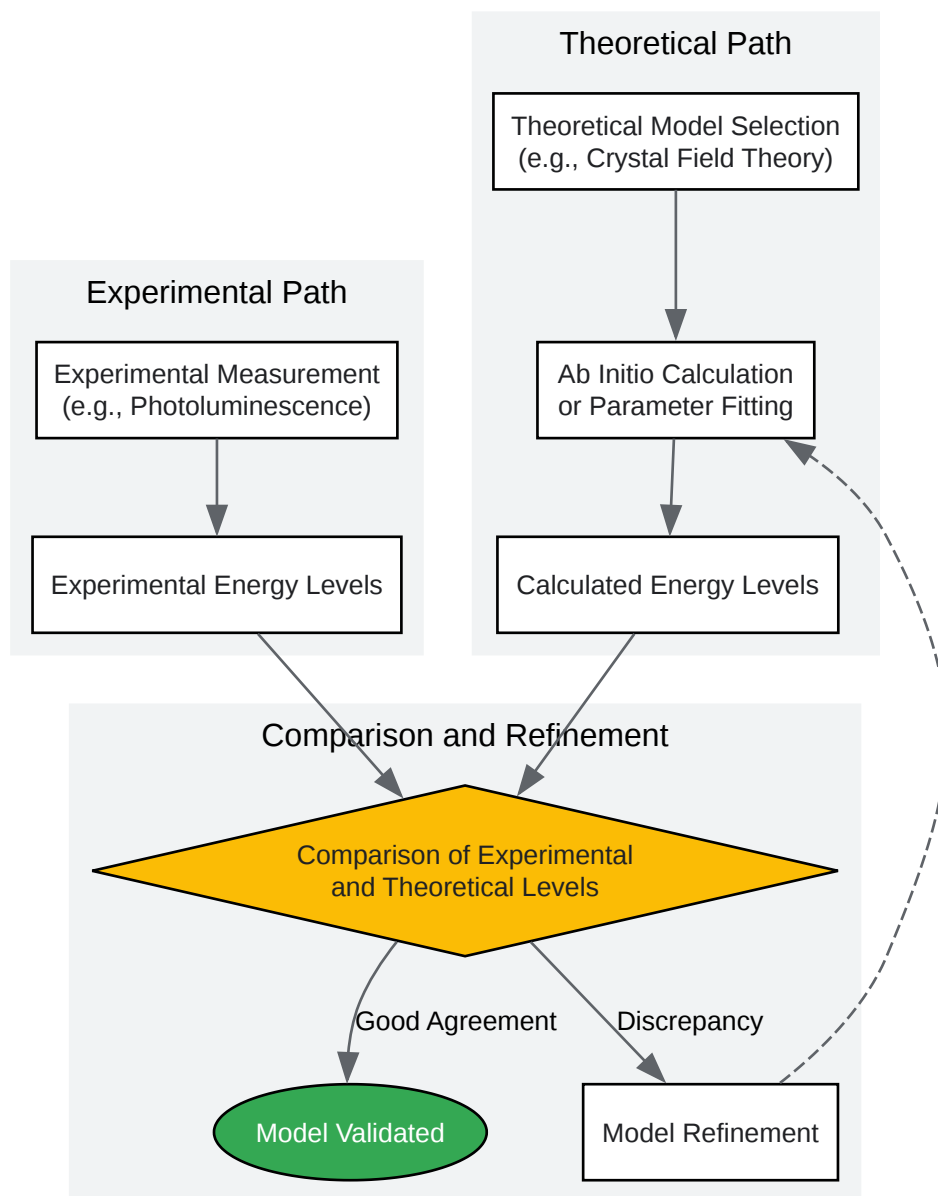 Theoretical Path
Theoretical Model Selection
(e.g., Crystal Field Theory)
Experimental Path
Experimental Measurement
(e.g., Photoluminescence)
Ab Initio Calculation
or Parameter Fitting
Experimental Energy Levels
Calculated Energy Levels
Comparison and Refinement
Comparison of Experimental
and Theoretical Levels
Good Agreement
Discrepancy
Model Validated
Model Refinement